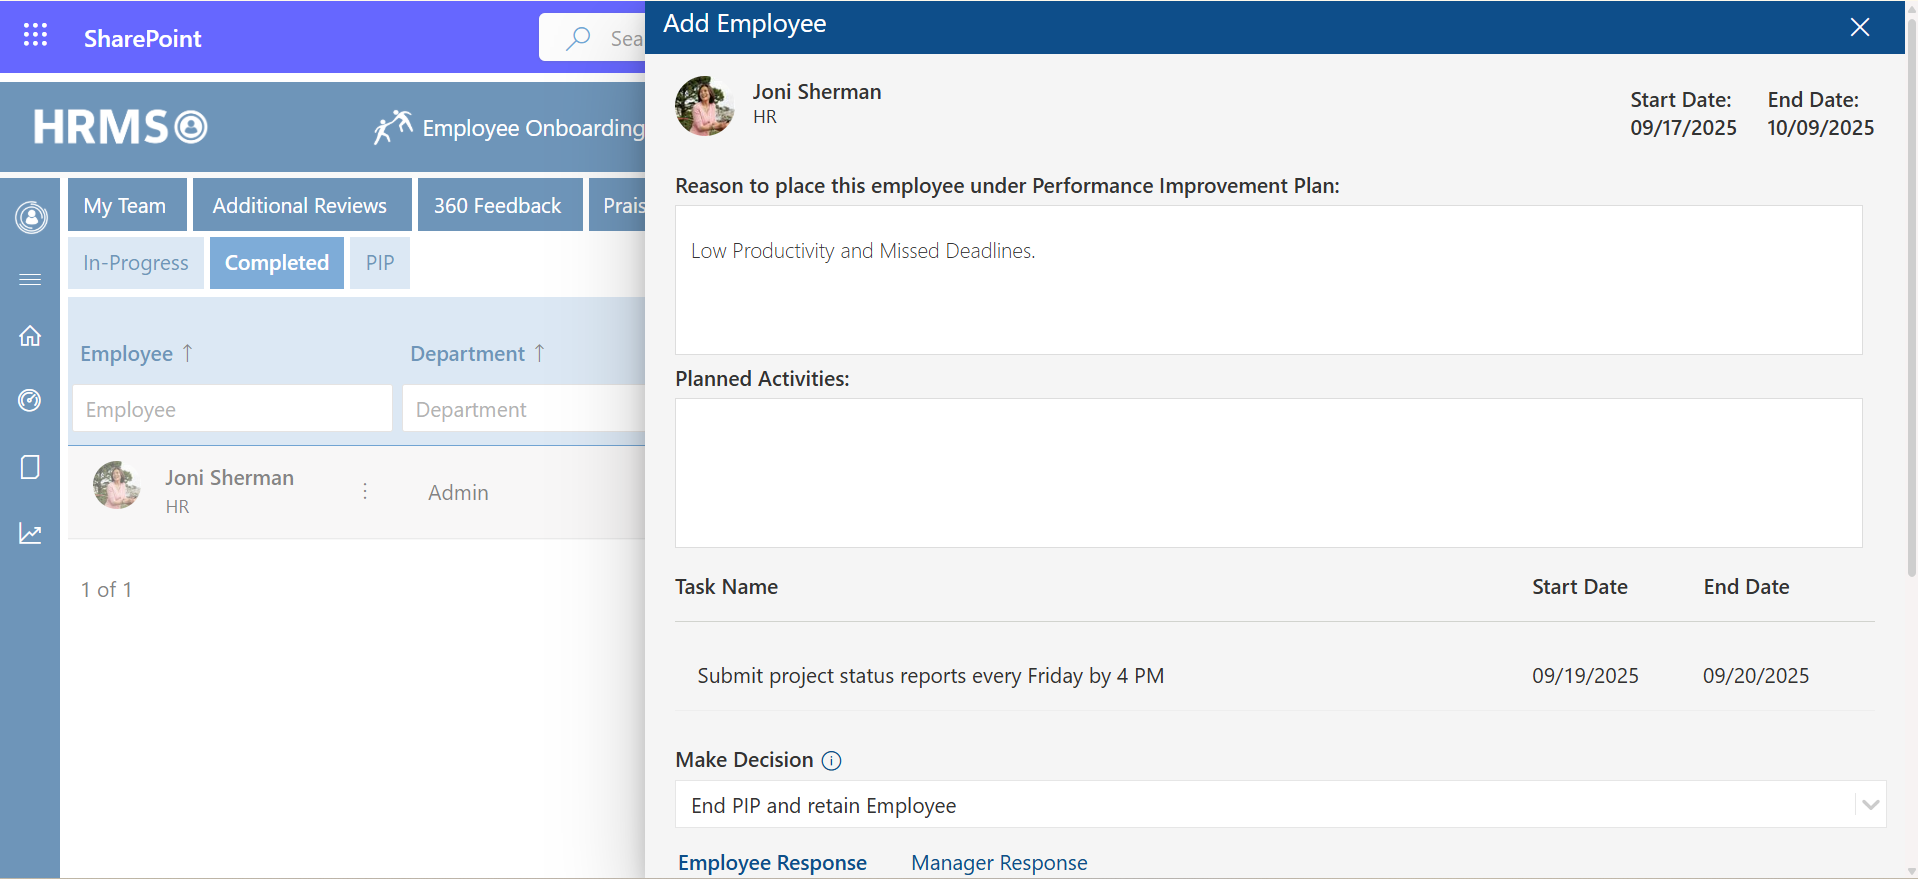 SharePoint
Sea
Add Employee
HRMS
Employee Onboarding
Joni Sherman
HR
Start Date:
09/17/2025
End Date:
10/09/2025
My Team
Additional Reviews
360 Feedback
Prais
In-Progress
Completed
PIP
Reason to place this employee under Performance Improvement Plan:
Low Productivity and Missed Deadlines.
Employee ↑
Department ↑
Employee
Department
Planned Activities:
Joni Sherman
HR
Admin
1 of 1
Task Name
Start Date
End Date
Submit project status reports every Friday by 4 PM
09/19/2025
09/20/2025
Make Decision
End PIP and retain Employee
Employee Response
Manager Response